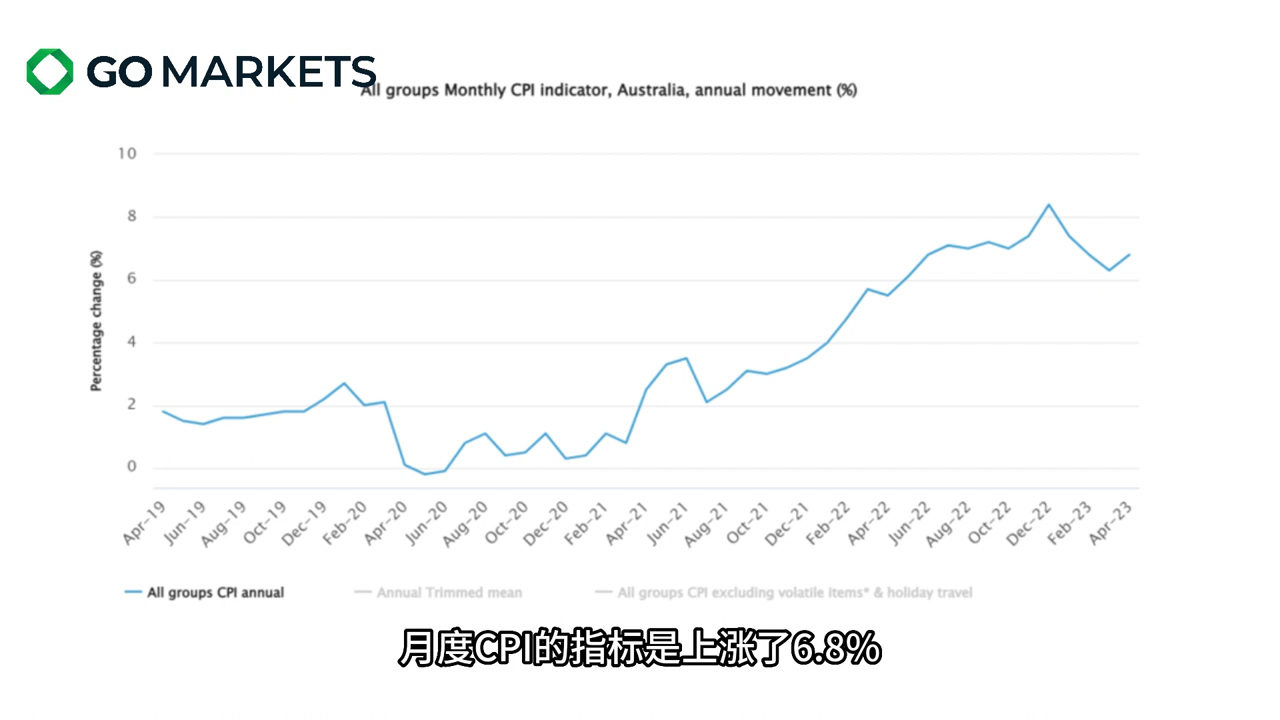 GO MARKETS
All groups Monthly CPI indicator, Australia, annual movement (%)
Percentage change (%)
10
8
6
4
2
0
Apr-19
Jun-19
Aug-19
Oct-19
Dec-19
Feb-20
Apr-20
Jun-20
Aug-20
Oct-20
Dec-20
Feb-21
Apr-21
Jun-21
Aug-21
Oct-21
Dec-21
Feb-22
Apr-22
Jun-22
Aug-22
Oct-22
Dec-22
Feb-23
Apr-23
All groups CPI annual
Annual Trimmed mean
All groups CPI excluding volatile items* & holiday travel
月度CPI的指标是上涨了6.8%